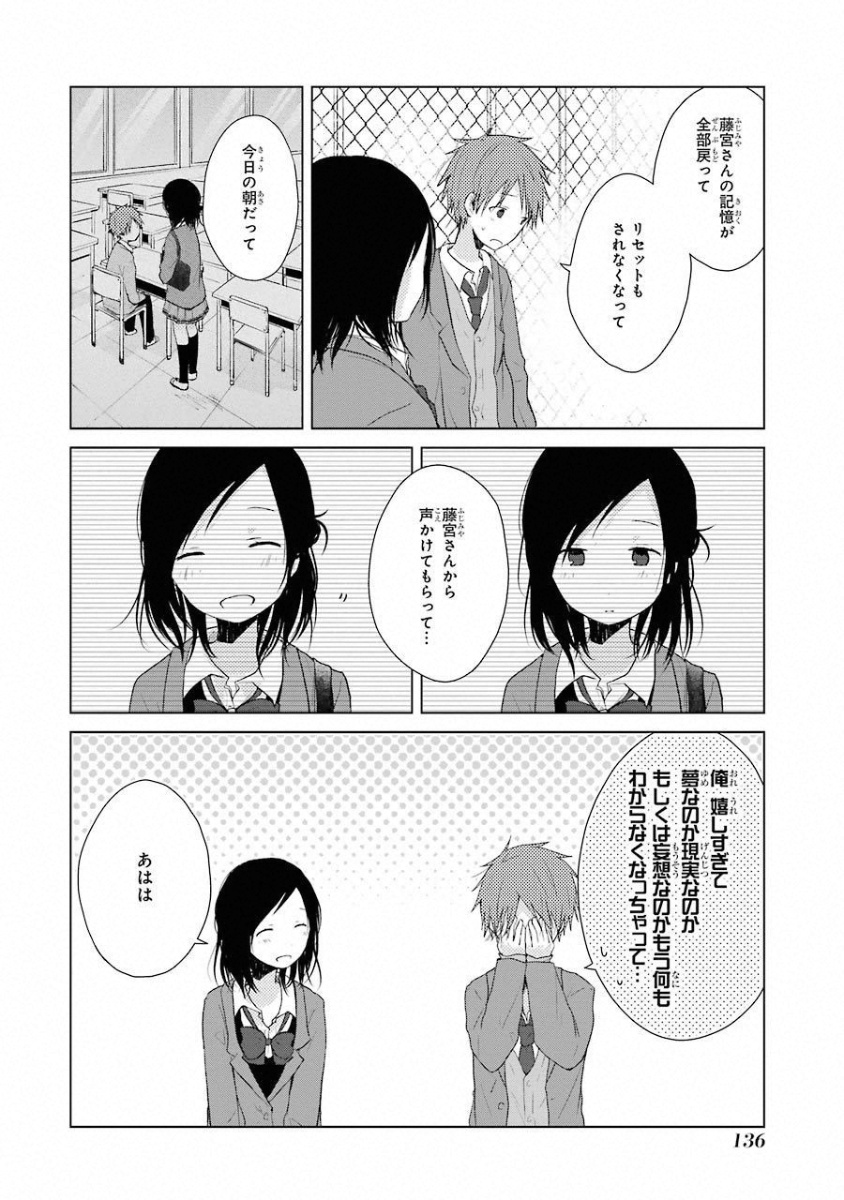 藤宮さんの記憶が
全部戻って
リセットも
されなくなって
今日の朝だって
藤宮さんから
声かけてもらって…
俺 嬉しすぎて
夢なのか現実なのか
もしくは妄想なのかもう何も
わからなくなっちゃって…
あはは
136